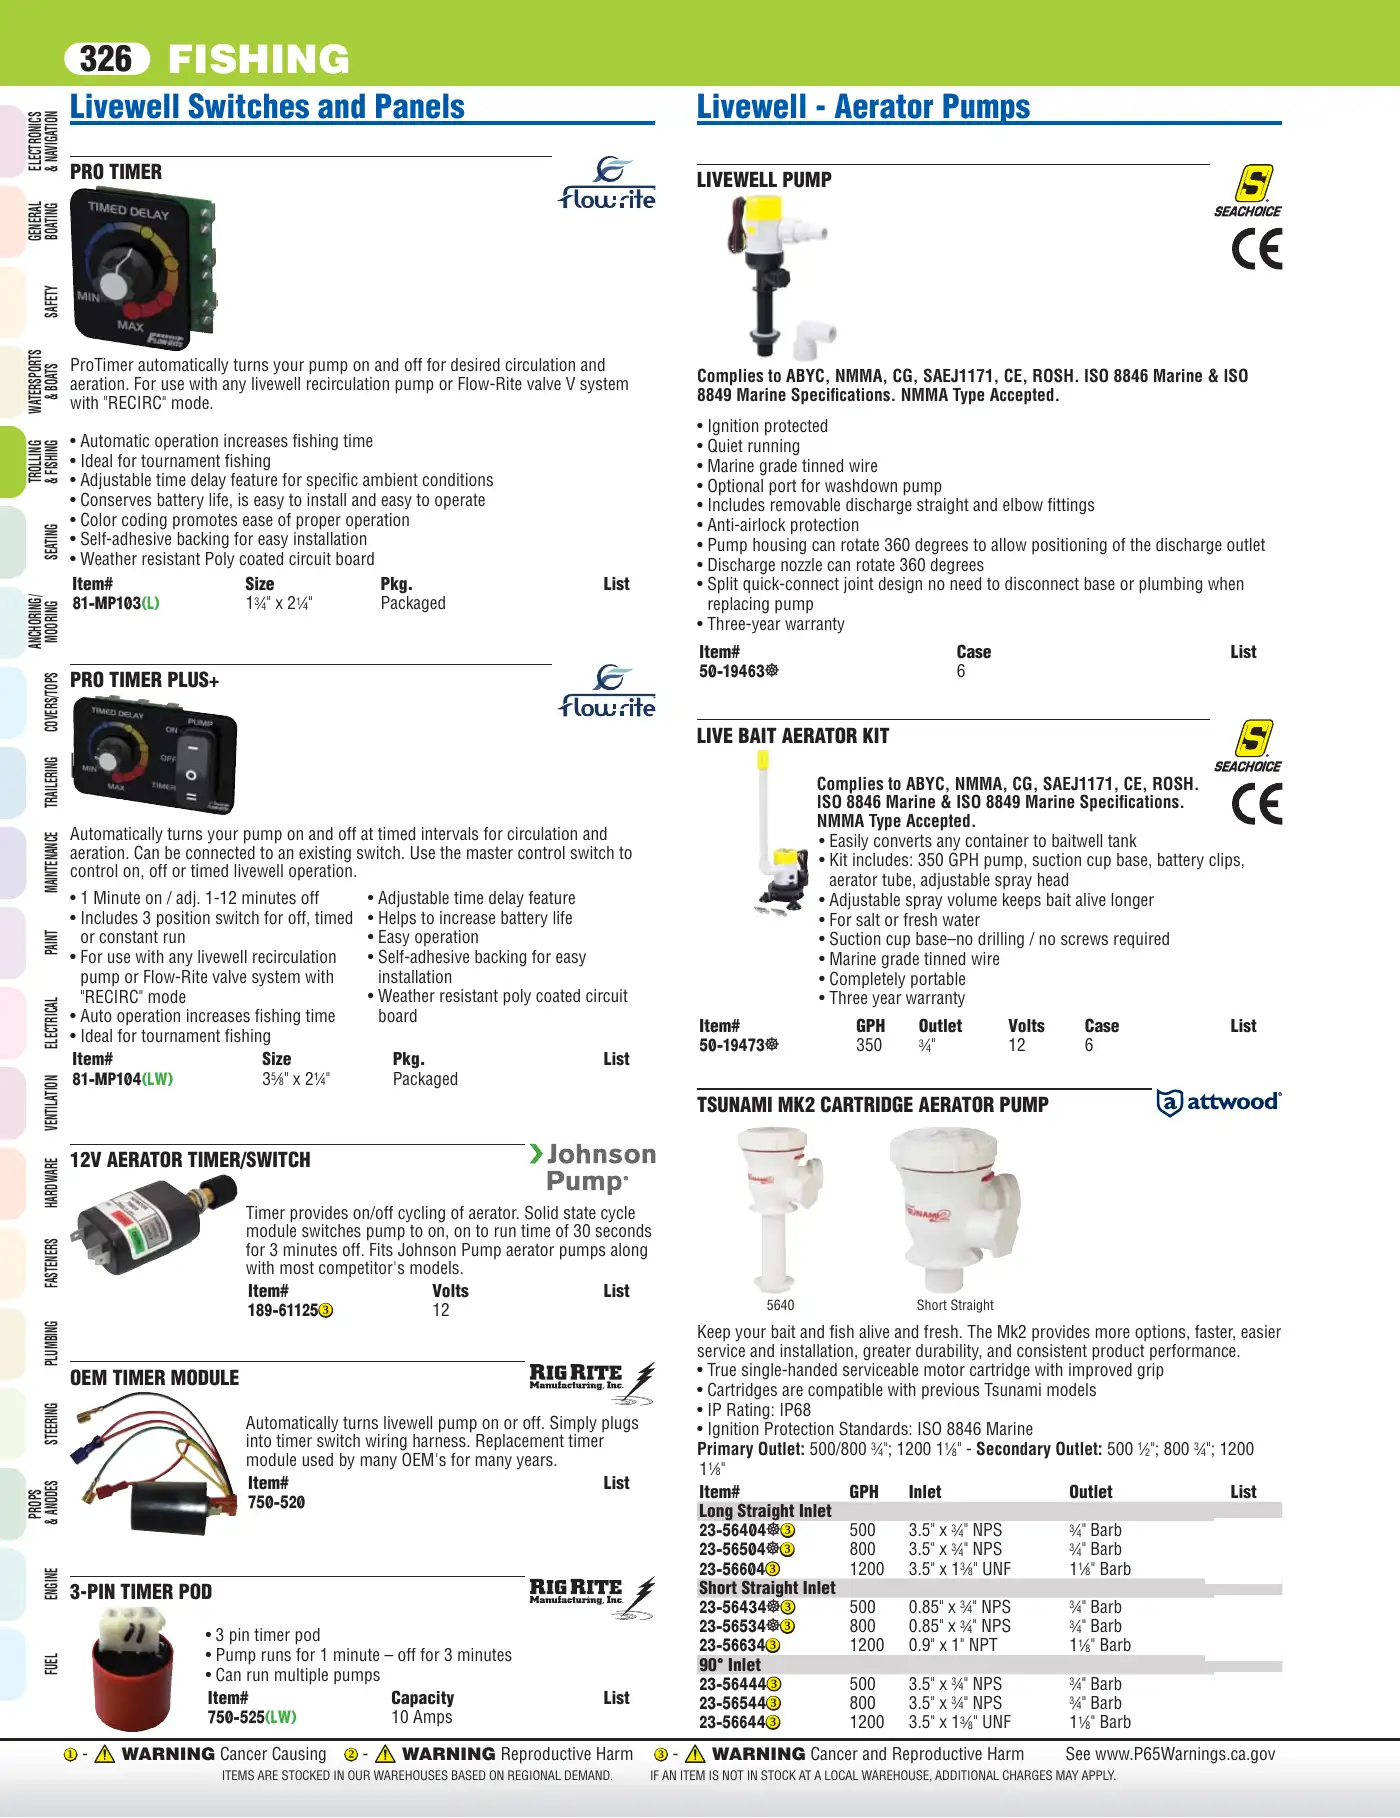 326 FISHING
ELECTRONICS
& NAVIGATION
GENERAL
BOATING
SAFETY
WATERSPORTS
& BOATS
TROLLING
& FISHING
SEATING
ANCHORING/
MOORING
COVERS/TOPS
TRAILERING
MAINTENANCE
PAINT
ELECTRICAL
VENTILATION
HARDWARE
FASTENERS
PLUMBING
STEERING
PROPS
& ANODES
ENGINE
FUEL
Livewell Switches and Panels
PRO TIMER
flow-rite
TIMED DELAY
MIN
MAX
FLOW-RITE
ProTimer automatically turns your pump on and off for desired circulation and
aeration. For use with any livewell recirculation pump or Flow-Rite valve V system
with "RECIRC" mode.
• Automatic operation increases fishing time
• Ideal for tournament fishing
• Adjustable time delay feature for specific ambient conditions
• Conserves battery life, is easy to install and easy to operate
• Color coding promotes ease of proper operation
• Self-adhesive backing for easy installation
• Weather resistant Poly coated circuit board
Item# Size Pkg. List
81-MP103(L) 1¾" x 2¼" Packaged
PRO TIMER PLUS+
flow-rite
TIMED DELAY
PUMP
ON
OFF
TIMER
MIN
MAX
Automatically turns your pump on and off at timed intervals for circulation and
aeration. Can be connected to an existing switch. Use the master control switch to
control on, off or timed livewell operation.
• 1 Minute on / adj. 1-12 minutes off
• Includes 3 position switch for off, timed
or constant run
• For use with any livewell recirculation
pump or Flow-Rite valve system with
"RECIRC" mode
• Auto operation increases fishing time
• Ideal for tournament fishing
• Adjustable time delay feature
• Helps to increase battery life
• Easy operation
• Self-adhesive backing for easy
installation
• Weather resistant poly coated circuit
board
Item# Size Pkg. List
81-MP104(LW) 3⅝" x 2¼" Packaged
12V AERATOR TIMER/SWITCH
Johnson
Pump
Timer provides on/off cycling of aerator. Solid state cycle
module switches pump to on, on to run time of 30 seconds
for 3 minutes off. Fits Johnson Pump aerator pumps along
with most competitor's models.
Item# Volts List
189-61125③ 12
OEM TIMER MODULE
RIG RITE
Manufacturing, Inc.
Automatically turns livewell pump on or off. Simply plugs
into timer switch wiring harness. Replacement timer
module used by many OEM's for many years.
Item# List
750-520
3-PIN TIMER POD
RIG RITE
Manufacturing, Inc.
• 3 pin timer pod
• Pump runs for 1 minute – off for 3 minutes
• Can run multiple pumps
Item# Capacity List
750-525(LW) 10 Amps
Livewell - Aerator Pumps
LIVEWELL PUMP
S
SEACHOICE
CE
Complies to ABYC, NMMA, CG, SAEJ1171, CE, ROSH. ISO 8846 Marine & ISO
8849 Marine Specifications. NMMA Type Accepted.
• Ignition protected
• Quiet running
• Marine grade tinned wire
• Optional port for washdown pump
• Includes removable discharge straight and elbow fittings
• Anti-airlock protection
• Pump housing can rotate 360 degrees to allow positioning of the discharge outlet
• Discharge nozzle can rotate 360 degrees
• Split quick-connect joint design no need to disconnect base or plumbing when
replacing pump
• Three-year warranty
Item# Case List
50-19463 6
LIVE BAIT AERATOR KIT
S
SEACHOICE
CE
Complies to ABYC, NMMA, CG, SAEJ1171, CE, ROSH.
ISO 8846 Marine & ISO 8849 Marine Specifications.
NMMA Type Accepted.
• Easily converts any container to baitwell tank
• Kit includes: 350 GPH pump, suction cup base, battery clips,
aerator tube, adjustable spray head
• Adjustable spray volume keeps bait alive longer
• For salt or fresh water
• Suction cup base–no drilling / no screws required
• Marine grade tinned wire
• Completely portable
• Three year warranty
Item# GPH Outlet Volts Case List
50-19473 350 ¾" 12 6
TSUNAMI MK2 CARTRIDGE AERATOR PUMP
a attwood
TSUNAMI
5640
Short Straight
Keep your bait and fish alive and fresh. The Mk2 provides more options, faster, easier
service and installation, greater durability, and consistent product performance.
• True single-handed serviceable motor cartridge with improved grip
• Cartridges are compatible with previous Tsunami models
• IP Rating: IP68
• Ignition Protection Standards: ISO 8846 Marine
Primary Outlet: 500/800 ¾"; 1200 1⅛" - Secondary Outlet: 500 ½"; 800 ¾"; 1200
1⅛"
Item# GPH Inlet Outlet List
Long Straight Inlet
23-56404③ 500 3.5" x ¾" NPS ¾" Barb
23-56504③ 800 3.5" x ¾" NPS ¾" Barb
23-56604③ 1200 3.5" x 1⅜" UNF 1⅛" Barb
Short Straight Inlet
23-56434③ 500 0.85" x ¾" NPS ¾" Barb
23-56534③ 800 0.85" x ¾" NPS ¾" Barb
23-56634③ 1200 0.9" x 1" NPT 1⅛" Barb
90° Inlet
23-56444③ 500 3.5" x ¾" NPS ¾" Barb
23-56544③ 800 3.5" x ¾" NPS ¾" Barb
23-56644③ 1200 3.5" x 1⅜" UNF 1⅛" Barb
① - ⚠ WARNING Cancer Causing ② - ⚠ WARNING Reproductive Harm ③ - ⚠ WARNING Cancer and Reproductive Harm See www.P65Warnings.ca.gov
ITEMS ARE STOCKED IN OUR WAREHOUSES BASED ON REGIONAL DEMAND. IF AN ITEM IS NOT IN STOCK AT A LOCAL WAREHOUSE, ADDITIONAL CHARGES MAY APPLY.